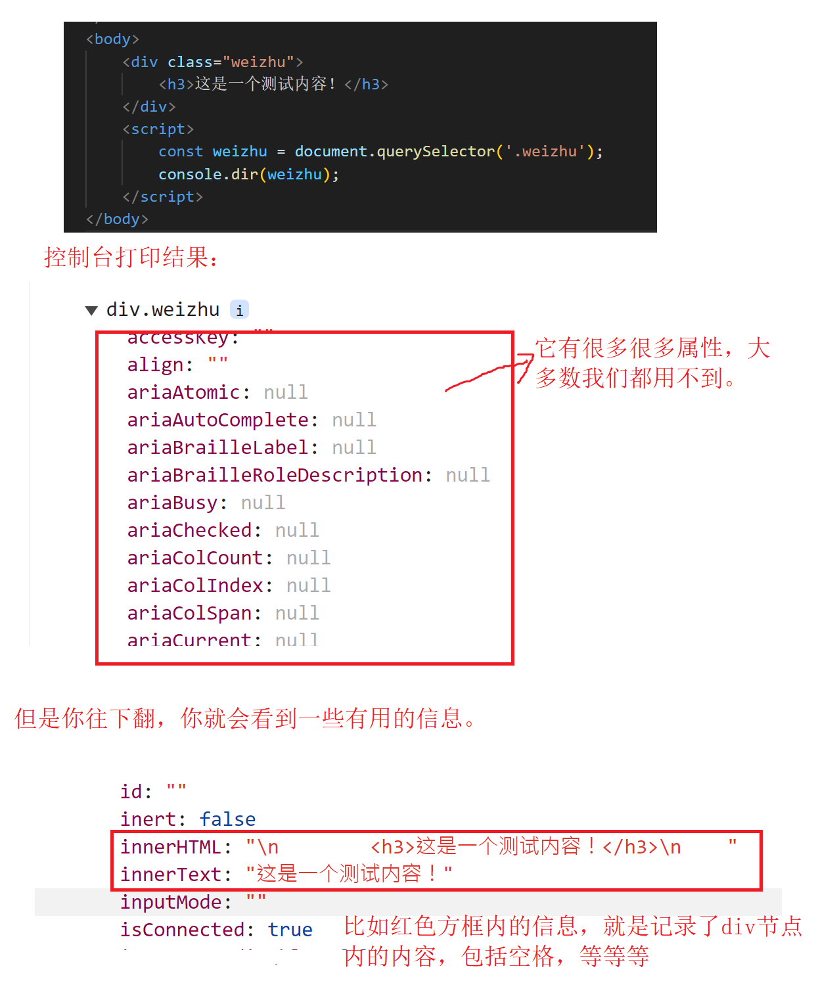 <body>
<div class="weizhu">
<h3>这是一个测试内容！</h3>
</div>
<script>
const weizhu = document.querySelector('.weizhu');
console.dir(weizhu);
</script>
</body>
控制台打印结果：
div.weizhu i
accessKey: ""
align: ""
ariaAtomic: null
ariaAutoComplete: null
ariaBrailleLabel: null
ariaBrailleRoleDescription: null
ariaBusy: null
ariaChecked: null
ariaColCount: null
ariaColIndex: null
ariaColSpan: null
ariaCurrent: null
它有很多很多属性，大
多数我们都用不到。
但是你往下翻，你就会看到一些有用的信息。
id: ""
inert: false
innerHTML: "\n        <h3>这是一个测试内容！</h3>\n    "
innerText: "这是一个测试内容！"
inputMode: ""
isConnected: true
比如红色方框内的信息，就是记录了div节点
内的内容，包括空格，等等等